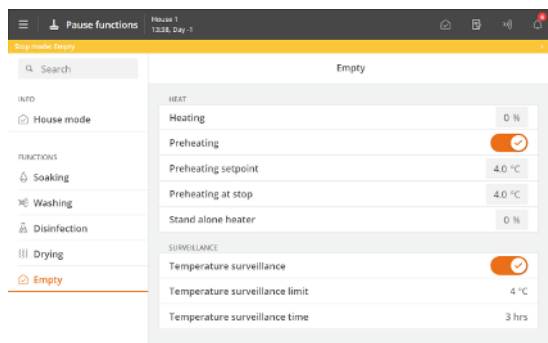 Pause functions
House 1
13:38, Day -1
Stop mode: Empty
Search
Empty
INFO
House mode
FUNCTIONS
Soaking
Washing
Disinfection
Drying
Empty
HEAT
Heating 0 %
Preheating
Preheating setpoint 4.0 °C
Preheating at stop 4.0 °C
Stand alone heater 0 %
SURVEILLANCE
Temperature surveillance
Temperature surveillance limit 4 °C
Temperature surveillance time 3 hrs